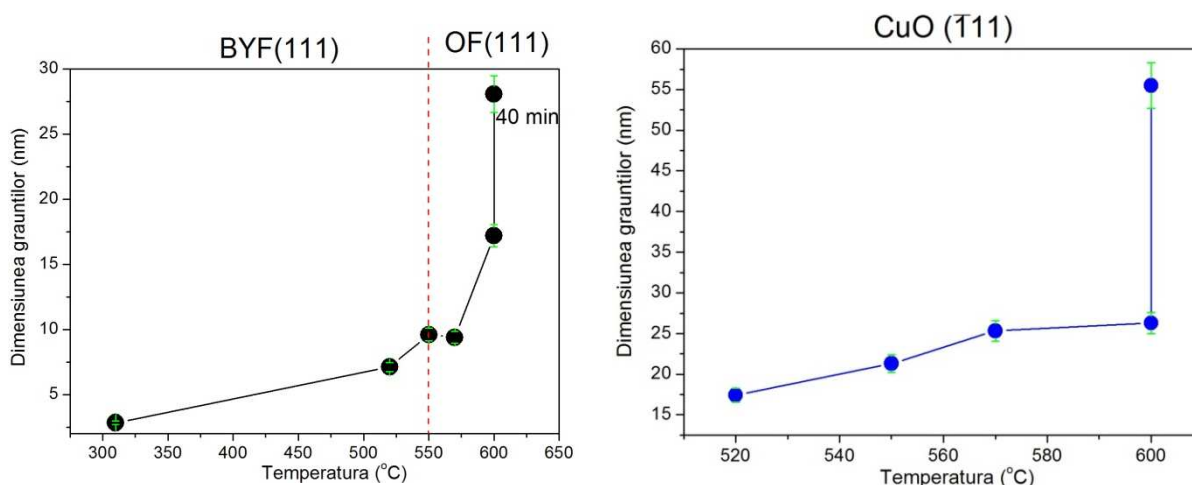 BYF(111)
OF(111)
30
25
20
15
10
5
40 min
300 350 400 450 500 550 600 650
Dimensiunea grauntilor (nm)
Temperatura (°C)
CuO (1̅11)
60
55
50
45
40
35
30
25
20
15
520 540 560 580 600
Dimensiunea grauntilor (nm)
Temperatura (°C)